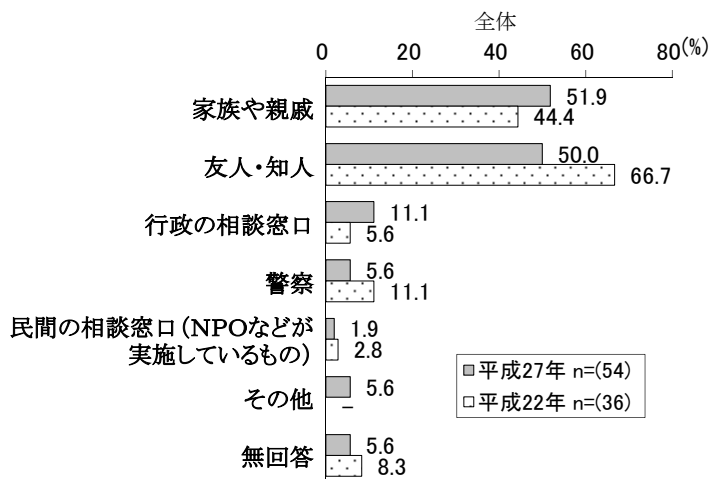 全体
0 20 40 60 80 (%)
家族や親戚 51.9
44.4
友人・知人 50.0
66.7
行政の相談窓口 11.1
5.6
警察 5.6
11.1
民間の相談窓口（NPOなどが
実施しているもの） 1.9
2.8
その他 5.6
–
無回答 5.6
8.3
平成27年 n=(54)
平成22年 n=(36)